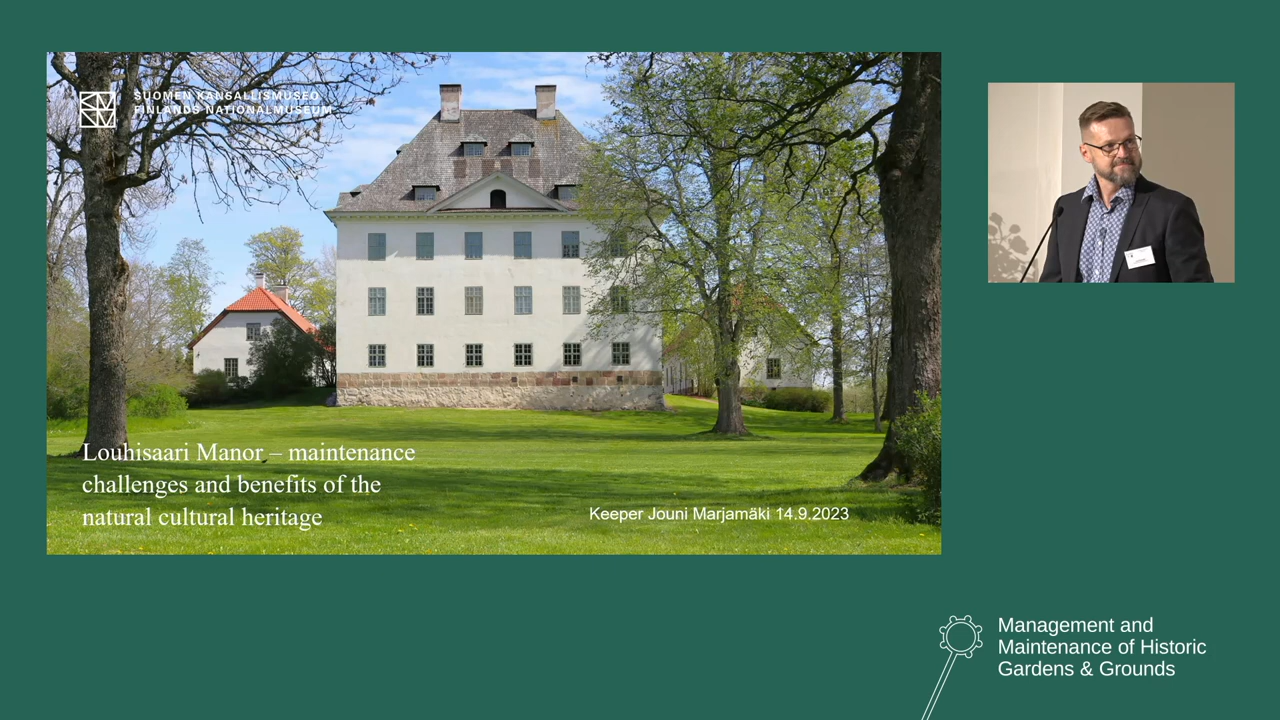 SUOMEN KANSALLISMUSEO
FINLANDS NATIONALMUSEUM
Louhisaari Manor – maintenance
challenges and benefits of the
natural cultural heritage
Keeper Jouni Marjamäki 14.9.2023
Management and
Maintenance of Historic
Gardens & Grounds